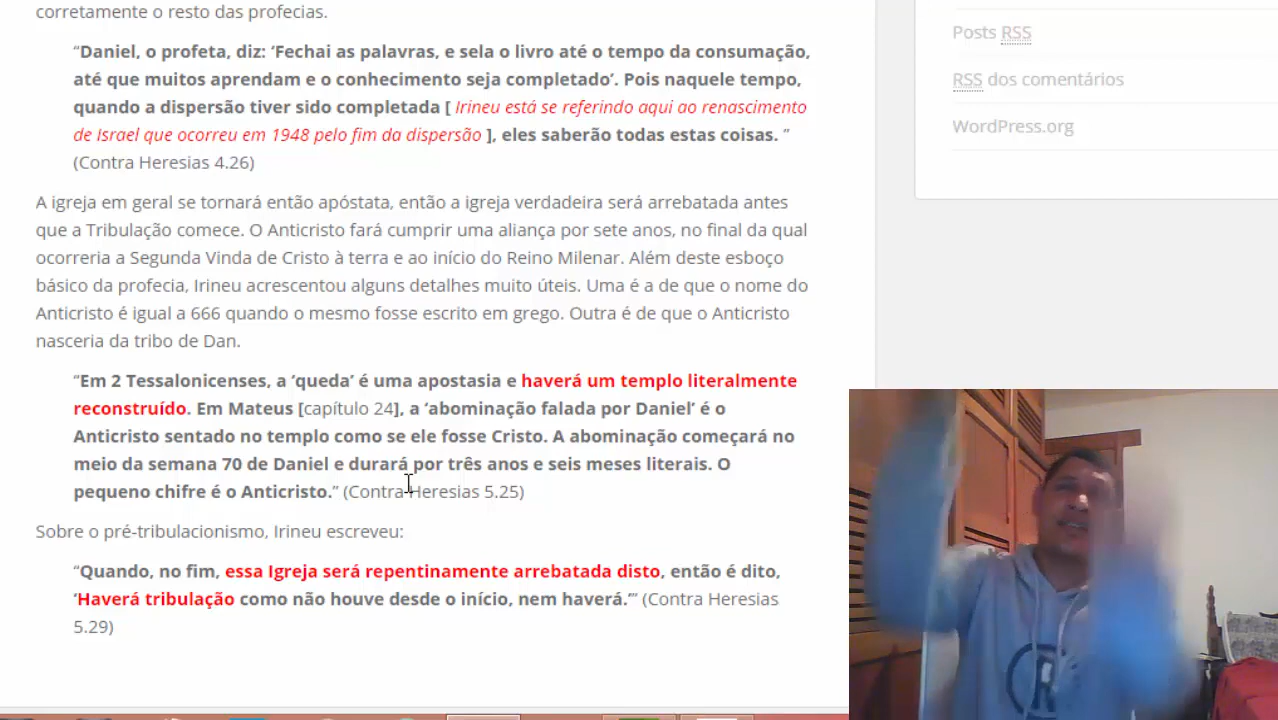 corretamente o resto das profecias.
“Daniel, o profeta, diz: ‘Fechai as palavras, e sela o livro até o tempo da consumação,
até que muitos aprendam e o conhecimento seja completado’. Pois naquele tempo,
quando a dispersão tiver sido completada [ Irineu está se referindo aqui ao renascimento
de Israel que ocorreu em 1948 pelo fim da dispersão ], eles saberão todas estas coisas. ”
(Contra Heresias 4.26)
A igreja em geral se tornará então apóstata, então a igreja verdadeira será arrebatada antes
que a Tribulação comece. O Anticristo fará cumprir uma aliança por sete anos, no final da qual
ocorreria a Segunda Vinda de Cristo à terra e ao início do Reino Milenar. Além deste esboço
básico da profecia, Irineu acrescentou alguns detalhes muito úteis. Uma é a de que o nome do
Anticristo é igual a 666 quando o mesmo fosse escrito em grego. Outra é de que o Anticristo
nasceria da tribo de Dan.
“Em 2 Tessalonicenses, a ‘queda’ é uma apostasia e haverá um templo literalmente
reconstruído. Em Mateus [capítulo 24], a ‘abominação falada por Daniel’ é o
Anticristo sentado no templo como se ele fosse Cristo. A abominação começará no
meio da semana 70 de Daniel e durará por três anos e seis meses literais. O
pequeno chifre é o Anticristo.” (Contra Heresias 5.25)
Sobre o pré-tribulacionismo, Irineu escreveu:
“Quando, no fim, essa Igreja será repentinamente arrebatada disto, então é dito,
‘Haverá tribulação como não houve desde o início, nem haverá.’” (Contra Heresias
5.29)
Posts RSS
RSS dos comentários
WordPress.org
R